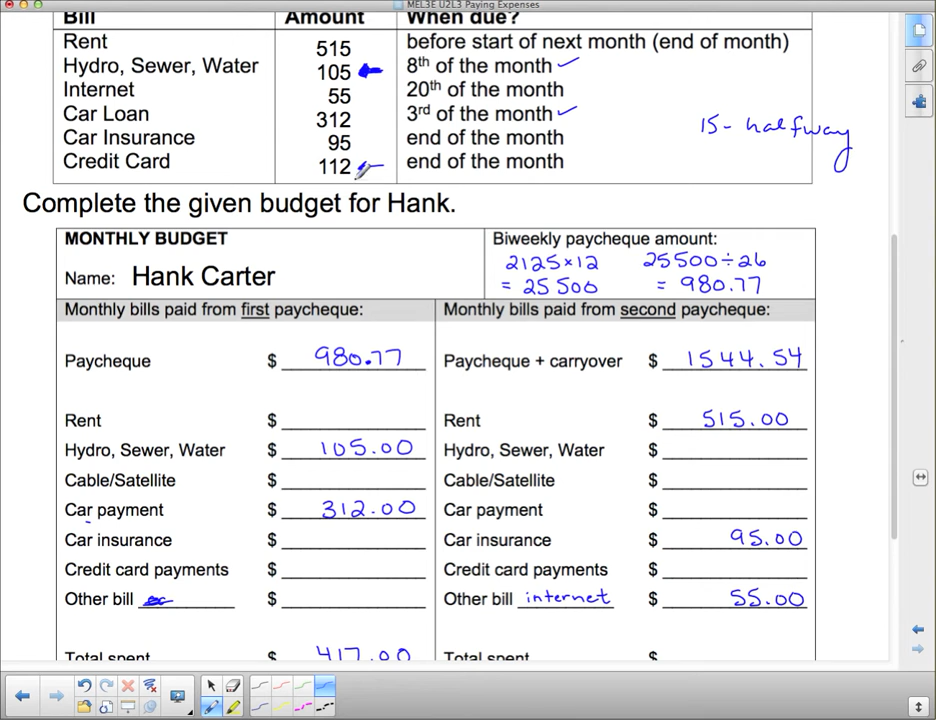 MEL3E U2L3 Paying Expenses
Bill Amount When due?
Rent 515 before start of next month (end of month)
Hydro, Sewer, Water 105 8th of the month
Internet 55 20th of the month
Car Loan 312 3rd of the month
15 - halfway
Car Insurance 95 end of the month
Credit Card 112 end of the month
Complete the given budget for Hank.
MONTHLY BUDGET Biweekly paycheque amount:
2125×12 25500÷26
Name: Hank Carter = 25500 = 980.77
Monthly bills paid from first paycheque: Monthly bills paid from second paycheque:
Paycheque $ 980.77 Paycheque + carryover $ 1544.54
Rent $ Rent $ 515.00
Hydro, Sewer, Water $ 105.00 Hydro, Sewer, Water $
Cable/Satellite $ Cable/Satellite $
Car payment $ 312.00 Car payment $
Car insurance $ Car insurance $ 95.00
Credit card payments $ Credit card payments $
Other bill $ Other bill internet $ 55.00
Total spent $ 417.00 Total spent $